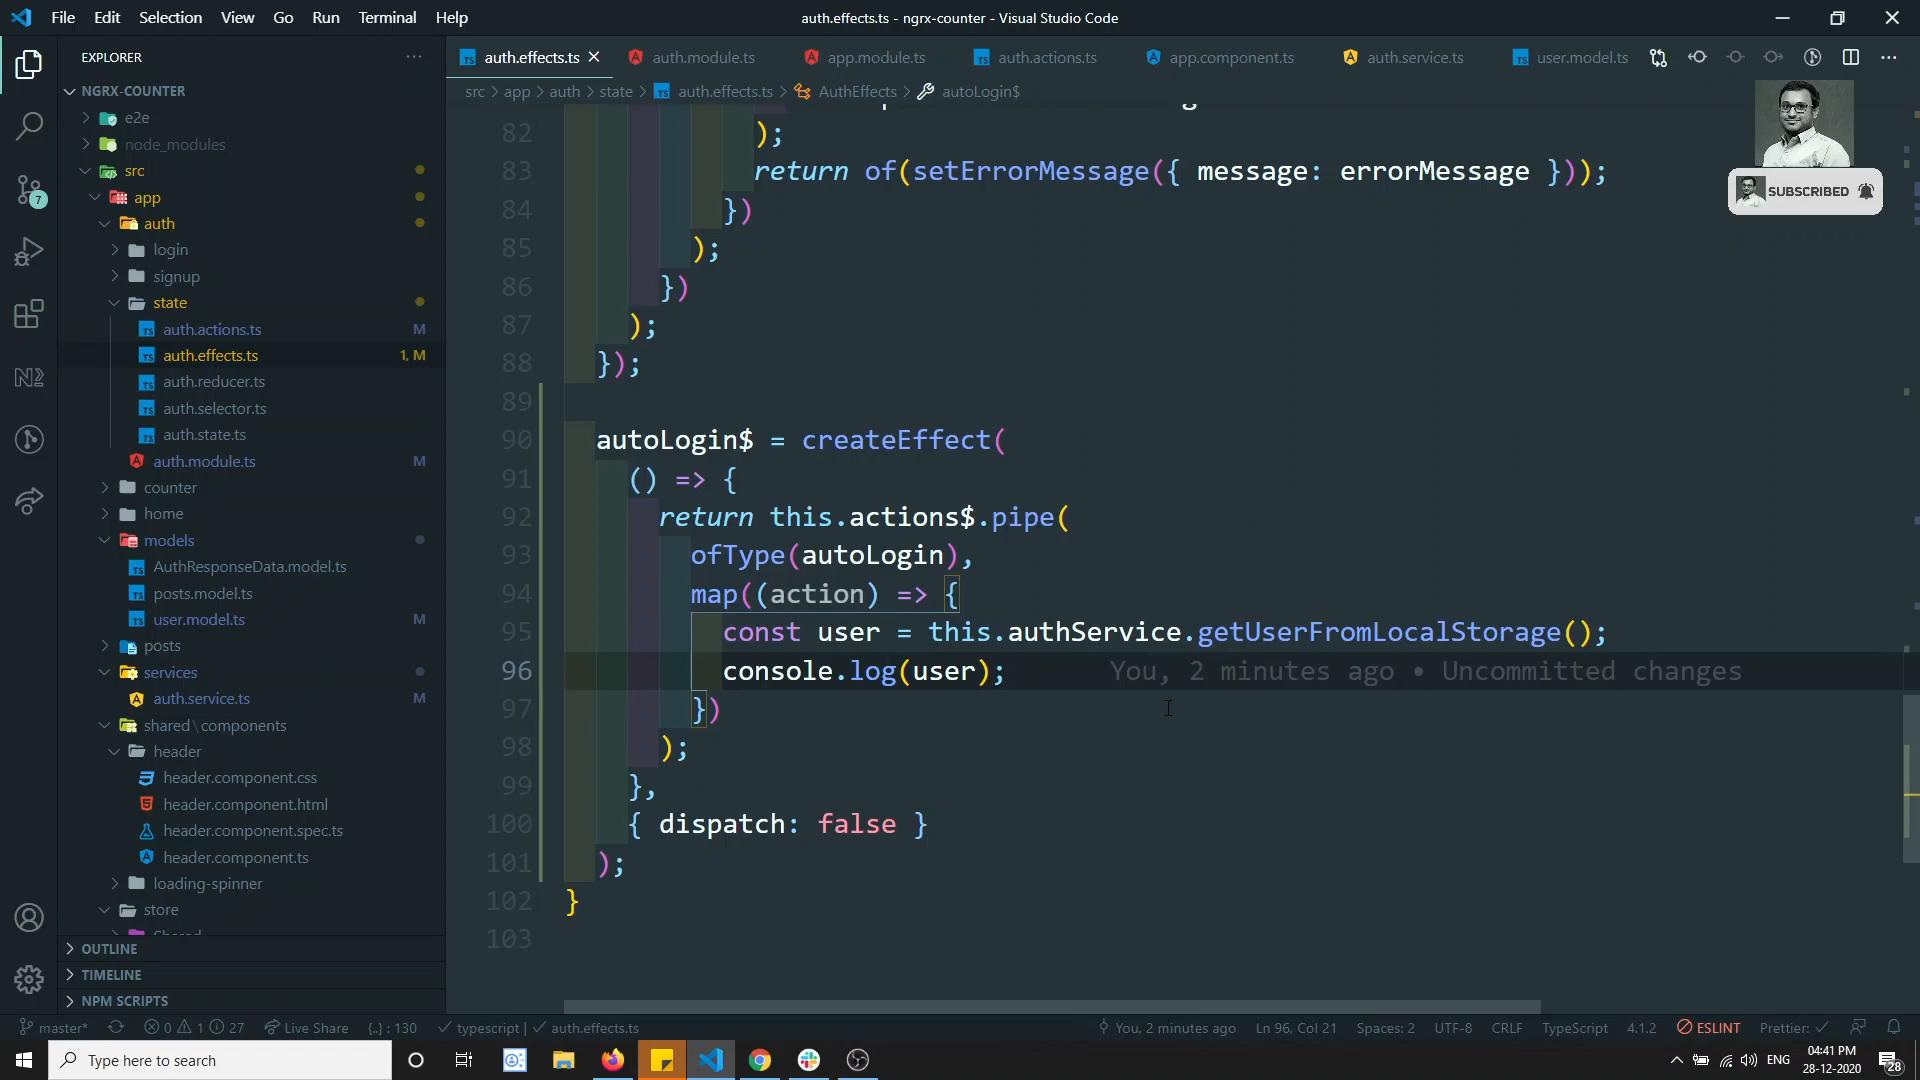 File Edit Selection View Go Run Terminal Help
auth.effects.ts - ngrx-counter - Visual Studio Code
EXPLORER
auth.effects.ts
auth.module.ts
app.module.ts
auth.actions.ts
app.component.ts
auth.service.ts
user.model.ts
NGRX-COUNTER
src > app > auth > state > auth.effects.ts > AuthEffects > autoLogin$
e2e
node_modules
src
app
auth
login
signup
state
auth.actions.ts M
auth.effects.ts 1, M
auth.reducer.ts
auth.selector.ts
auth.state.ts
auth.module.ts M
counter
home
models
AuthResponseData.model.ts
posts.model.ts
user.model.ts M
posts
services
auth.service.ts M
shared \ components
header
header.component.css
header.component.html
header.component.spec.ts
header.component.ts
loading-spinner
store
OUTLINE
TIMELINE
NPM SCRIPTS
7
82 );
83 return of(setErrorMessage({ message: errorMessage }));
84 })
85 );
86 })
87 );
88 });
89
90 autoLogin$ = createEffect(
91 () => {
92 return this.actions$.pipe(
93 ofType(autoLogin),
94 map((action) => {
95 const user = this.authService.getUserFromLocalStorage();
96 console.log(user); You, 2 minutes ago • Uncommitted changes
97 })
98 );
99 },
100 { dispatch: false }
101 );
102 }
103
SUBSCRIBED
master* 0 1 27 Live Share {..} : 130 typescript | auth.effects.ts
You, 2 minutes ago Ln 96, Col 21 Spaces: 2 UTF-8 CRLF TypeScript 4.1.2 ESLINT Prettier:
Type here to search
ENG
04:41 PM
28-12-2020
28